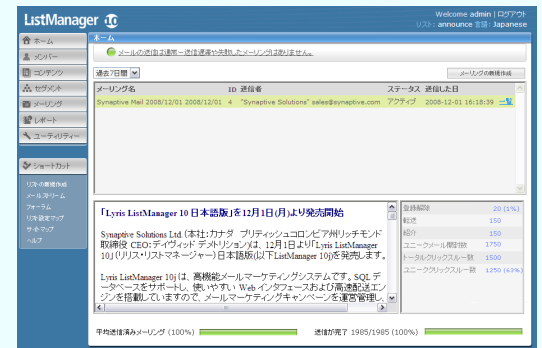 ListManager 10
Welcome admin | ログアウト
リスト: announce 言語: Japanese
ホーム
メンバー
コンテンツ
セグメント
メーリング
レポート
ユーティリティー
ショートカット
リストの新規作成
メールストリーム
フォーラム
リスト設定マップ
サイトマップ
ヘルプ
ホーム
メールの送信は通常－送信遅滞や失敗したメーリングはありません。
過去7日間
メーリングの新規作成
メーリング名 ID 送信者 ステータス 送信した日
Synaptive Mail 2008/12/01 2008/12/01 4 "Synaptive Solutions" sales@synaptive.com アクティブ 2008-12-01 16:18:39 一覧
「Lyris ListManager 10 日本語版」を12月1日(月)より発売開始
Synaptive Solutions Ltd. (本社:カナダ ブリティッシュコロンビア州リッチモンド
取締役 CEO:デイヴィッド デメトリション)は、12月1日より「Lyris ListManager
10」(リリス・リストマネージャー)日本語版(以下ListManager 10j)を発売します。
Lyris ListManager 10j は、高機能メールマーケティングシステムです。SQL デ
ータベースをサポートし、使いやすい Web インタフェースおよび高速配送エン
ジンを搭載していますので、メールマーケティングキャンペーンを運営管理し、
登録解除 20 (1%)
転送 150
紹介 150
ユニークメール開封数 1750
トータルクリックスルー数 1500
ユニーククリックスルー数 1250 (63%)
平均送信済みメーリング (100%)
送信が完了 1985/1985 (100%)